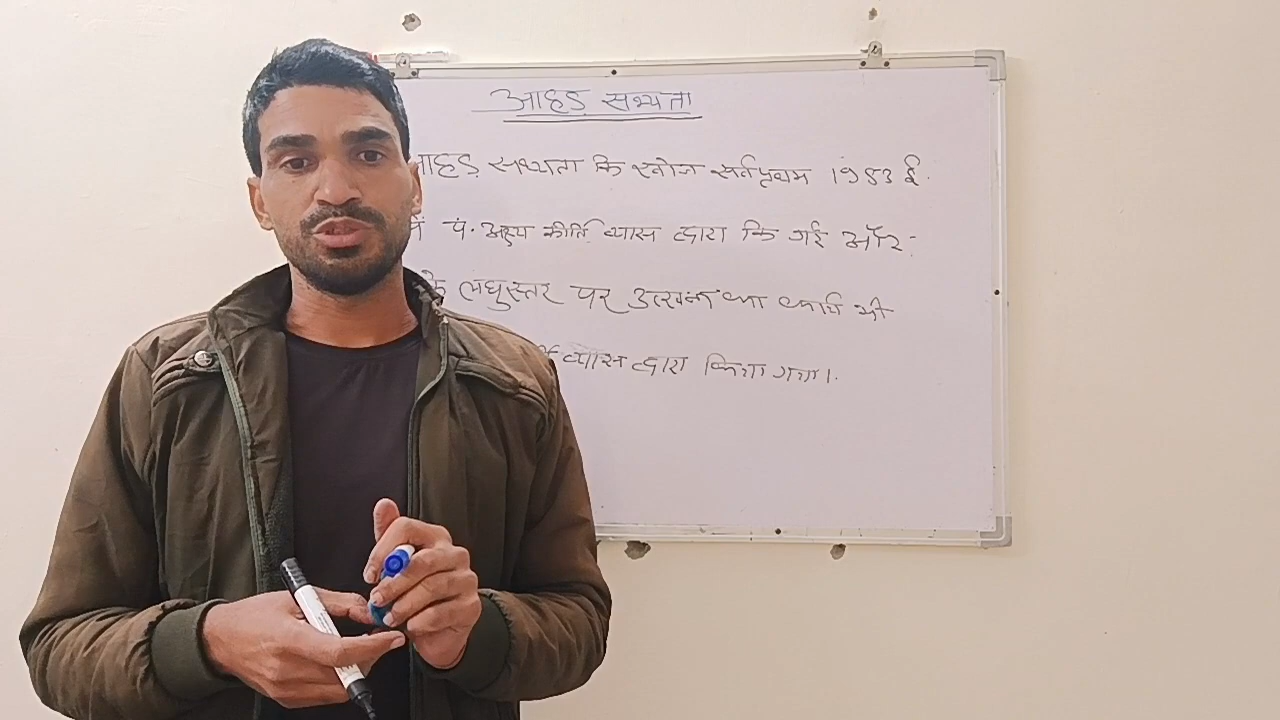 आहड़ सभ्यता
आहड़ सभ्यता कि खोज सर्वप्रथम 1953 ई.
में पं. अक्षय कीर्ति व्यास द्वारा कि गई और
के लघुस्तर पर उत्खनन का कार्य भी
व्यास द्वारा किया गया।